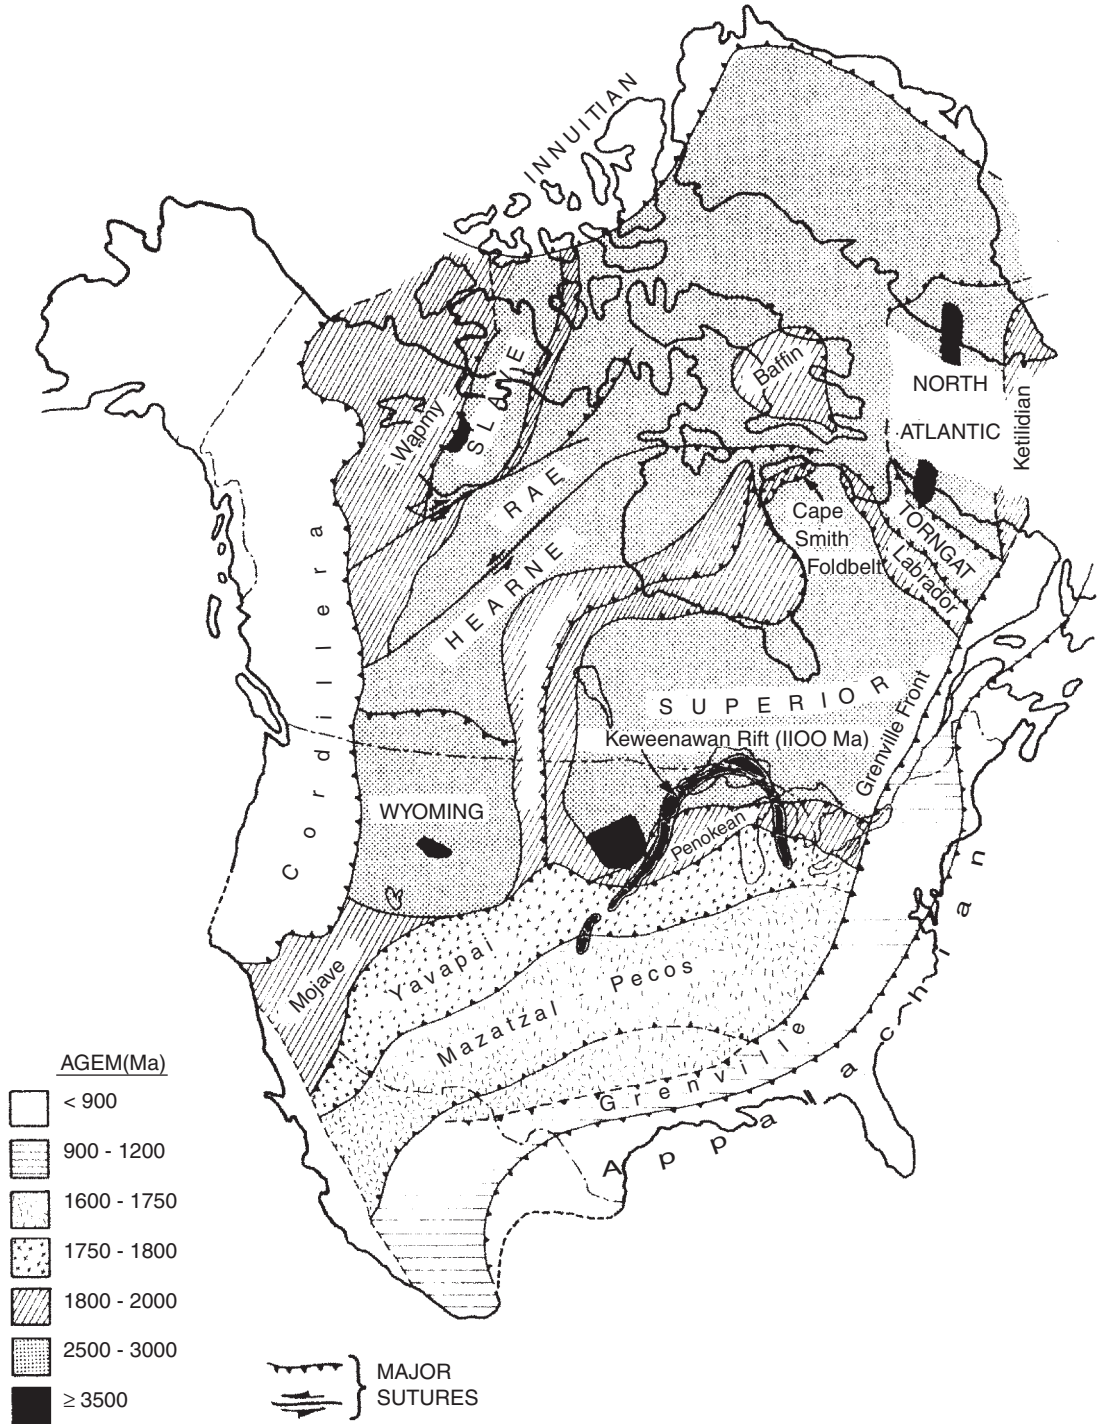 INNUITIAN
Baffin
NORTH
ATLANTIC
Ketilidian
Wapmy
SLAVE
RAE
HEARNE
Cape
Smith
Foldbelt
TORNGAT
Labrador
Cordillera
SUPERIOR
Keweenawan Rift (IIOO Ma)
Grenville Front
WYOMING
Penokean
Mojave
Yavapai
Pecos
Mazatzal
Grenville
Appalachian
AGEM(Ma)
< 900
900 - 1200
1600 - 1750
1750 - 1800
1800 - 2000
2500 - 3000
≥ 3500
MAJOR
SUTURES